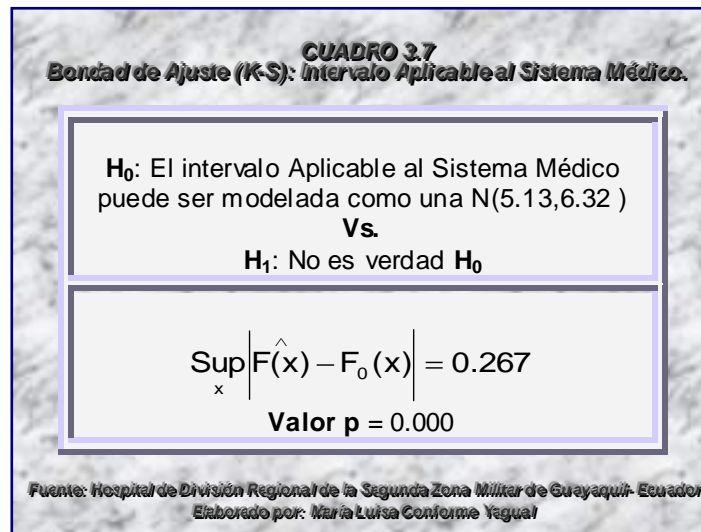 CUADRO 3.7
Bondad de Ajuste (K-S): Intervalo Aplicable al Sistema Médico.
H₀: El intervalo Aplicable al Sistema Médico
puede ser modelada como una N(5.13,6.32 )
Vs.
H₁: No es verdad H₀
Sup|F̂(x) − F₀(x)| = 0.267
x
Valor p = 0.000
Fuente: Hospital de División Regional de la Segunda Zona Militar de Guayaquil- Ecuador
Elaborado por: María Luisa Conforme Yagual